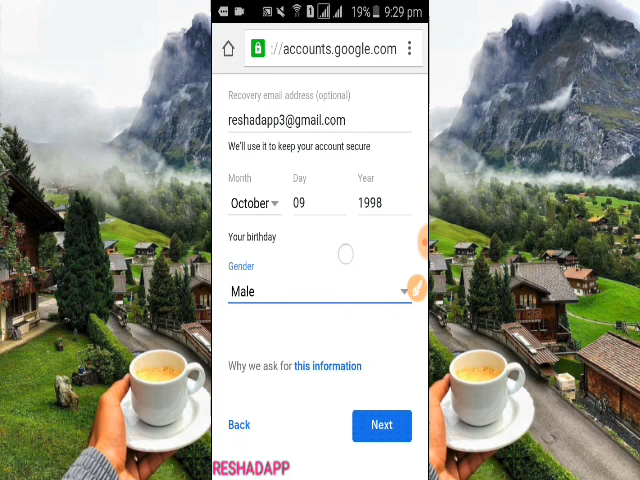 19% 9:29 pm
://accounts.google.com
Recovery email address (optional)
reshadapp3@gmail.com
We'll use it to keep your account secure
Month Day Year
October 09 1998
Your birthday
Gender
Male
Why we ask for this information
Back Next
RESHADAPP